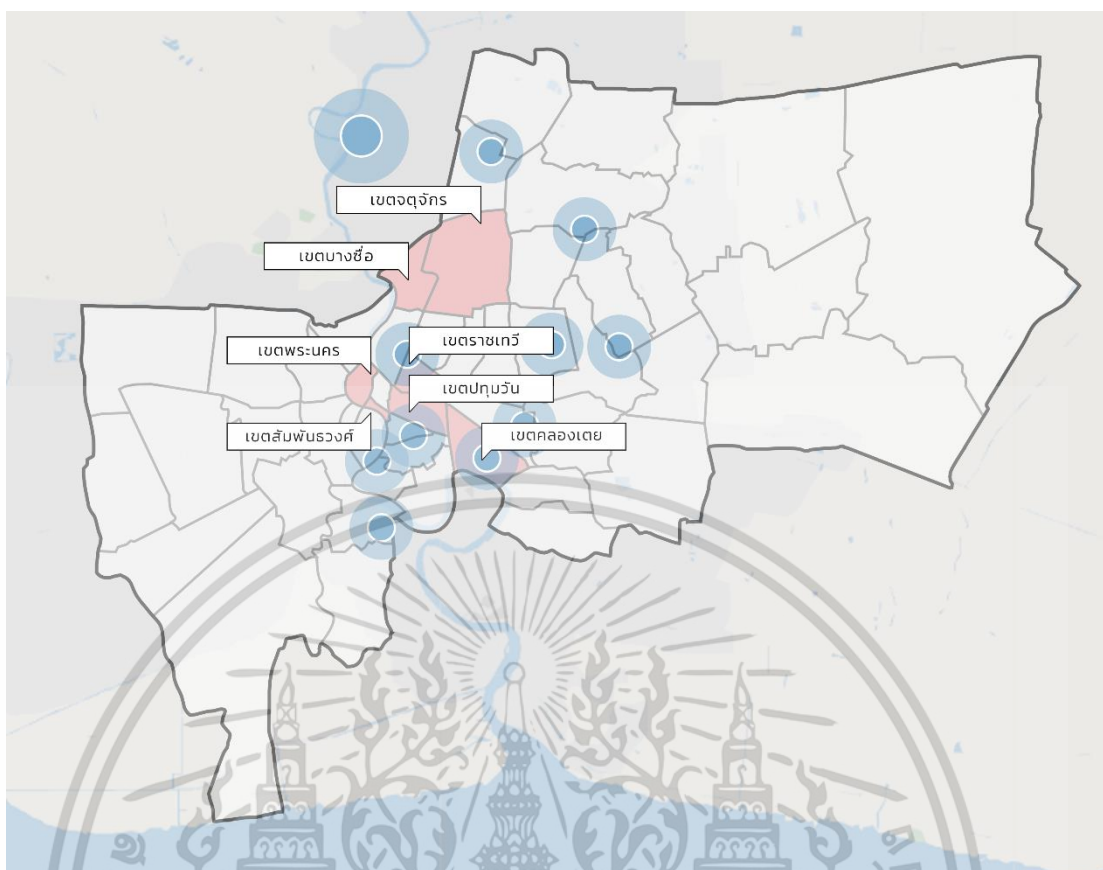 เขตจตุจักร
เขตบางซื่อ
เขตราชเทวี
เขตพระนคร
เขตปทุมวัน
เขตสัมพันธวงศ์
เขตคลองเตย